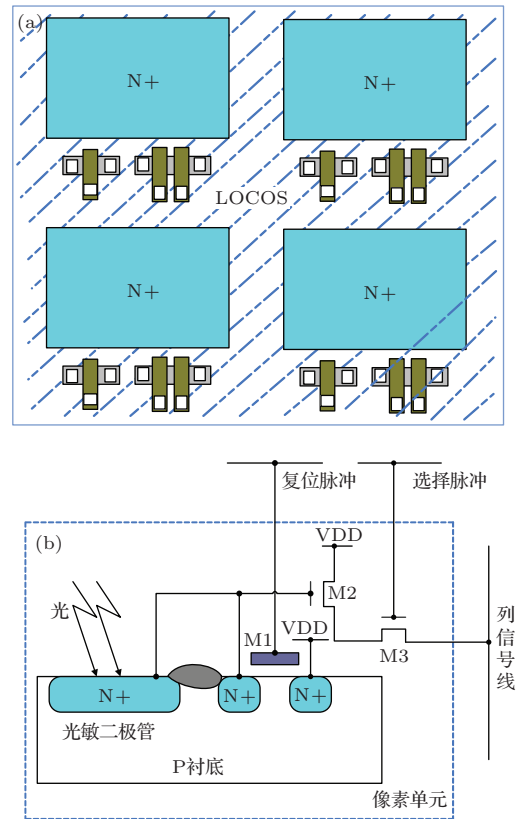 (a)
N+
N+
LOCOS
N+
N+
复位脉冲
选择脉冲
(b)
VDD
光
M2
M1
VDD
M3
列信号线
N+
N+
N+
光敏二极管
P衬底
像素单元